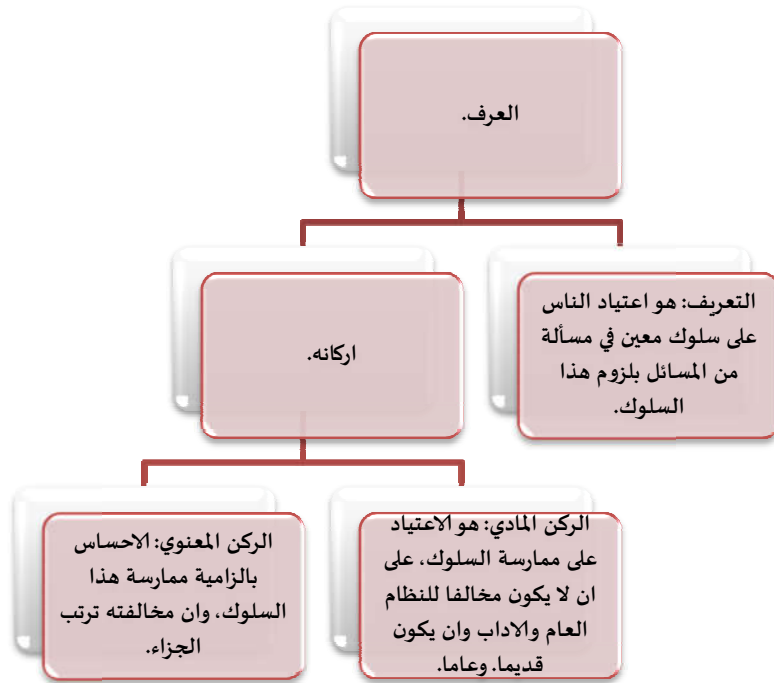 العرف.
التعريف: هو اعتياد الناس
على سلوك معين في مسألة
من المسائل بلزوم هذا
السلوك.
اركانه.
الركن المادي: هو الاعتياد
على ممارسة السلوك، على
ان لا يكون مخالفا للنظام
العام والاداب وان يكون
قديما. وعاما.
الركن المعنوي: الاحساس
بالزامية ممارسة هذا
السلوك، وان مخالفته ترتب
الجزاء.